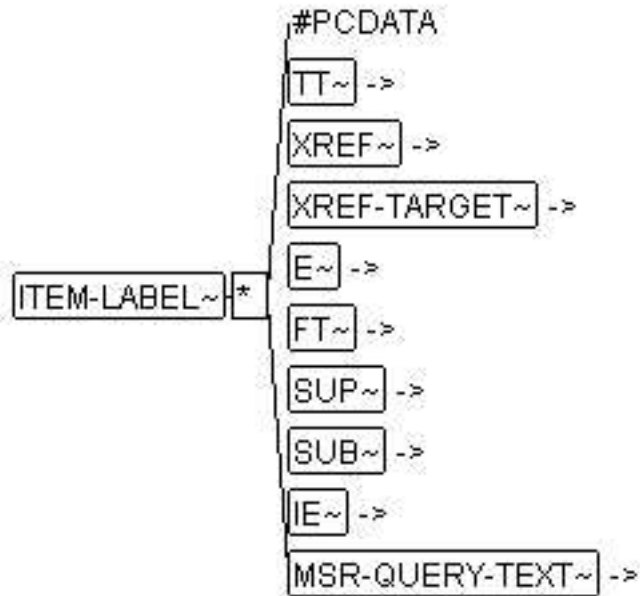 #PCDATA
TT~ ->
XREF~ ->
XREF-TARGET~ ->
E~ ->
ITEM-LABEL~ *
FT~ ->
SUP~ ->
SUB~ ->
IE~ ->
MSR-QUERY-TEXT~ ->